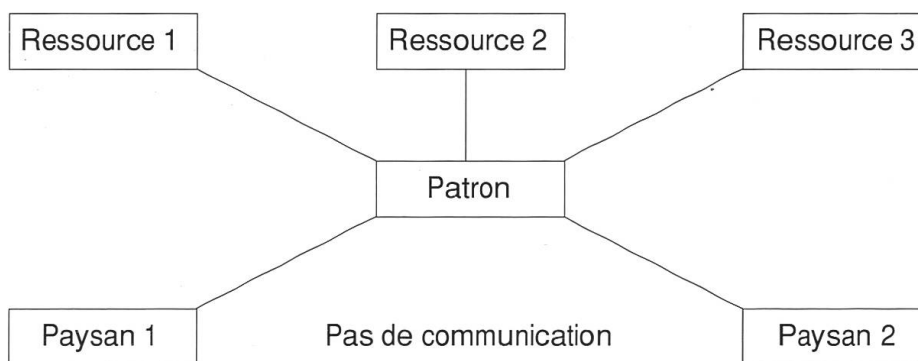 Ressource 1
Ressource 2
Ressource 3
Patron
Paysan 1
Pas de communication
Paysan 2